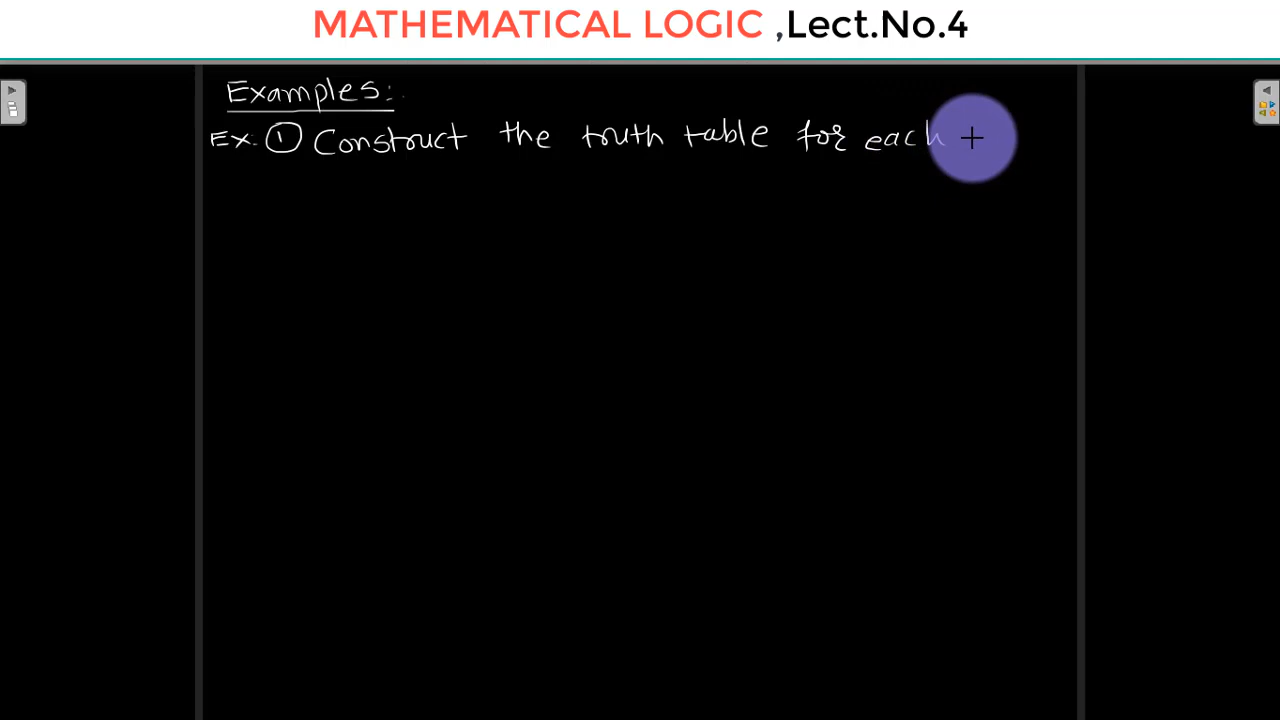 MATHEMATICAL LOGIC ,Lect.No.4
Examples:
Ex. ① Construct the truth table for each